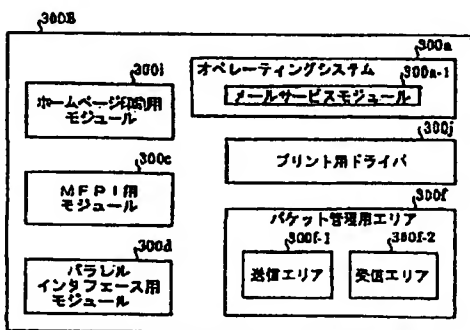 300B
300a
オペレーティングシステム
300a-1
メールサービスモジュール
300i
ホームページ印刷用
モジュール
300j
プリント用ドライバ
300c
MFPI用
モジュール
300f
パケット管理用エリア
300f-1
送信エリア
300f-2
受信エリア
300d
パラレル
インタフェース用
モジュール